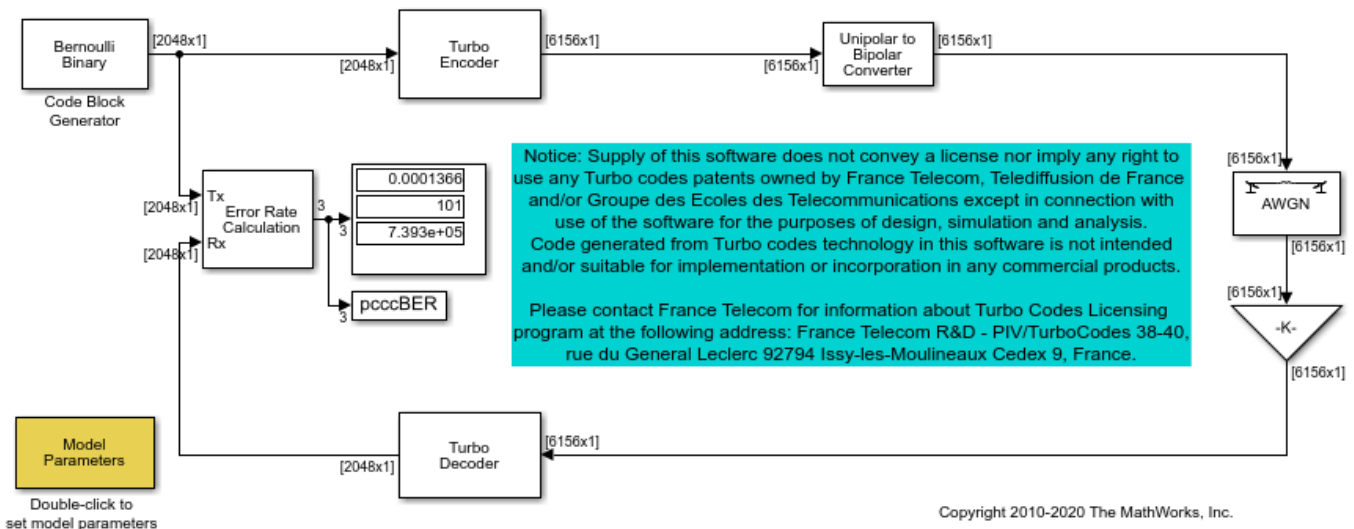 Bernoulli
Binary
Code Block
Generator
[2048x1]
[2048x1]
Turbo
Encoder
[6156x1]
[6156x1]
Unipolar to
Bipolar
Converter
[6156x1]
[6156x1]
AWGN
[6156x1]
[6156x1]
-K-
[6156x1]
[2048x1]
Tx
Error Rate
Calculation
Rx
[2048x1]
3
3
0.0001366
101
7.393e+05
3
pcccBER
Notice: Supply of this software does not convey a license nor imply any right to
use any Turbo codes patents owned by France Telecom, Telediffusion de France
and/or Groupe des Ecoles des Telecommunications except in connection with
use of the software for the purposes of design, simulation and analysis.
Code generated from Turbo codes technology in this software is not intended
and/or suitable for implementation or incorporation in any commercial products.
Please contact France Telecom for information about Turbo Codes Licensing
program at the following address: France Telecom R&D - PIV/TurboCodes 38-40,
rue du General Leclerc 92794 Issy-les-Moulineaux Cedex 9, France.
Model
Parameters
Double-click to
set model parameters
[2048x1]
Turbo
Decoder
[6156x1]
Copyright 2010-2020 The MathWorks, Inc.